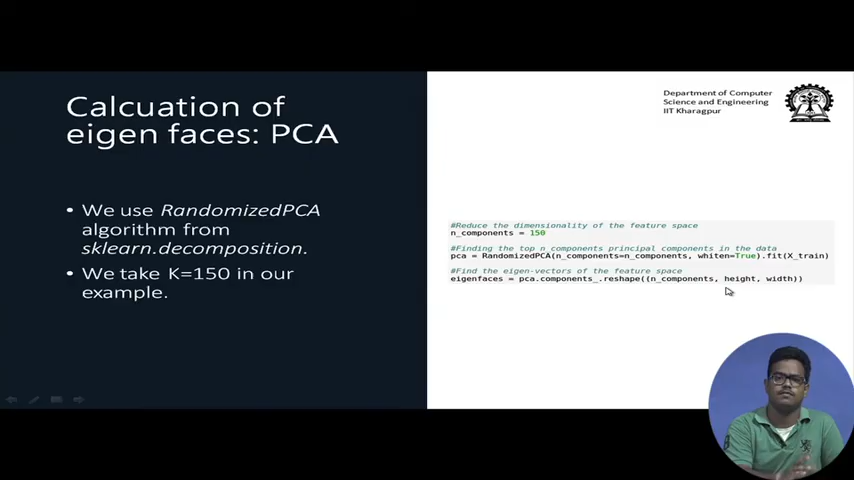 Calcuation of
eigen faces: PCA
• We use RandomizedPCA
algorithm from
sklearn.decomposition.
• We take K=150 in our
example.
Department of Computer
Science and Engineering
IIT Kharagpur
#Reduce the dimensionality of the feature space
n_components = 150
#Finding the top n_components principal components in the data
pca = RandomizedPCA(n_components=n_components, whiten=True).fit(X_train)
#Find the eigen-vectors of the feature space
eigenfaces = pca.components_.reshape((n_components, height, width))